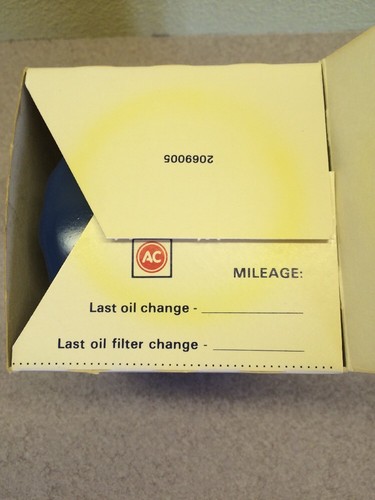 2069005
AC
MILEAGE:
Last oil change -
Last oil filter change -